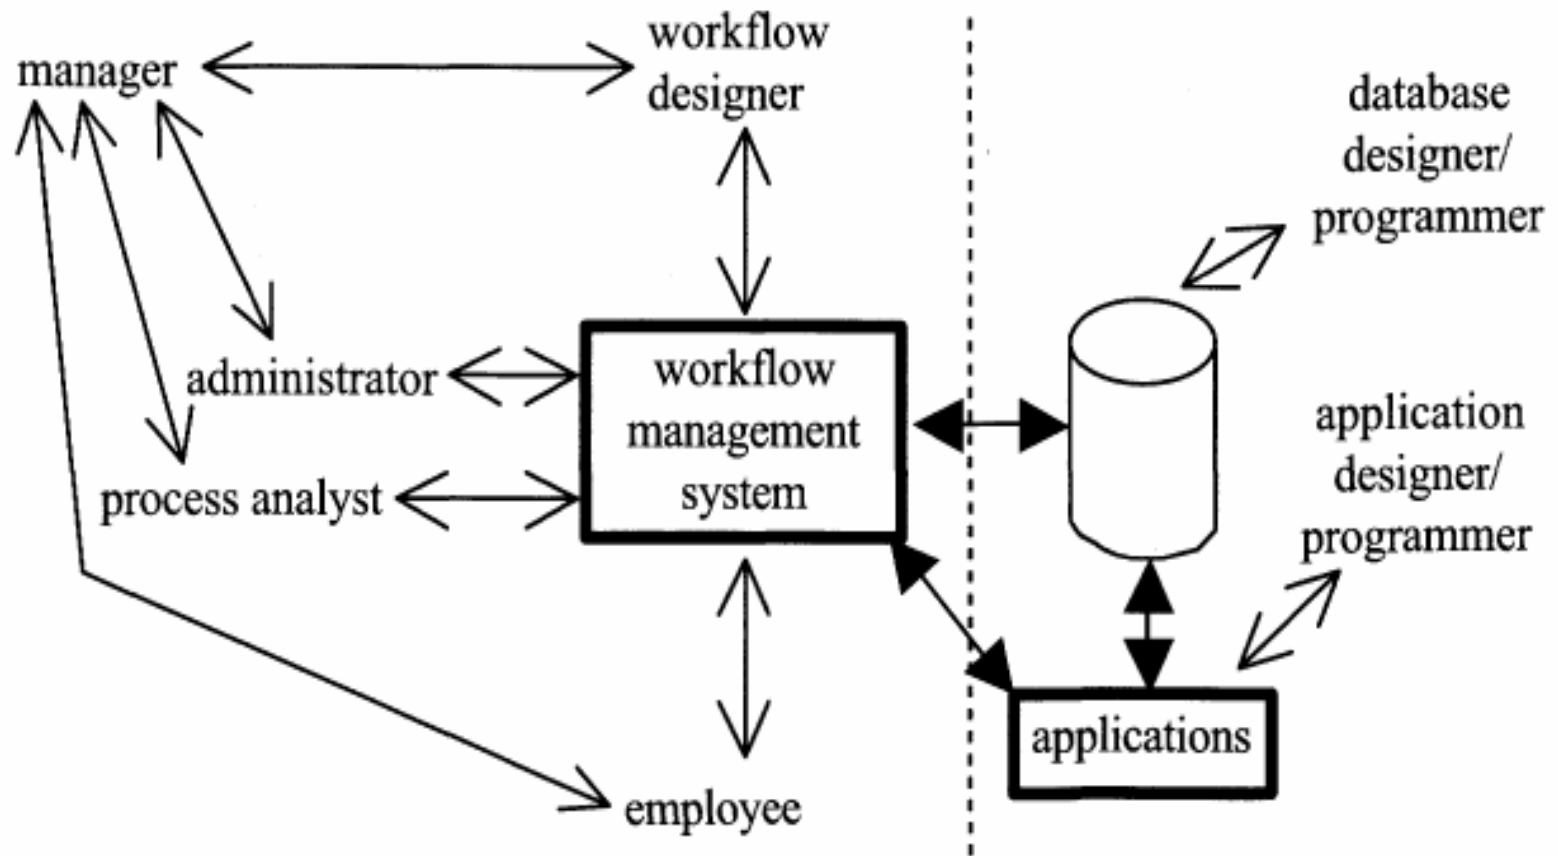 manager
workflow
designer
database
designer/
programmer
administrator
workflow
management
system
process analyst
application
designer/
programmer
applications
employee